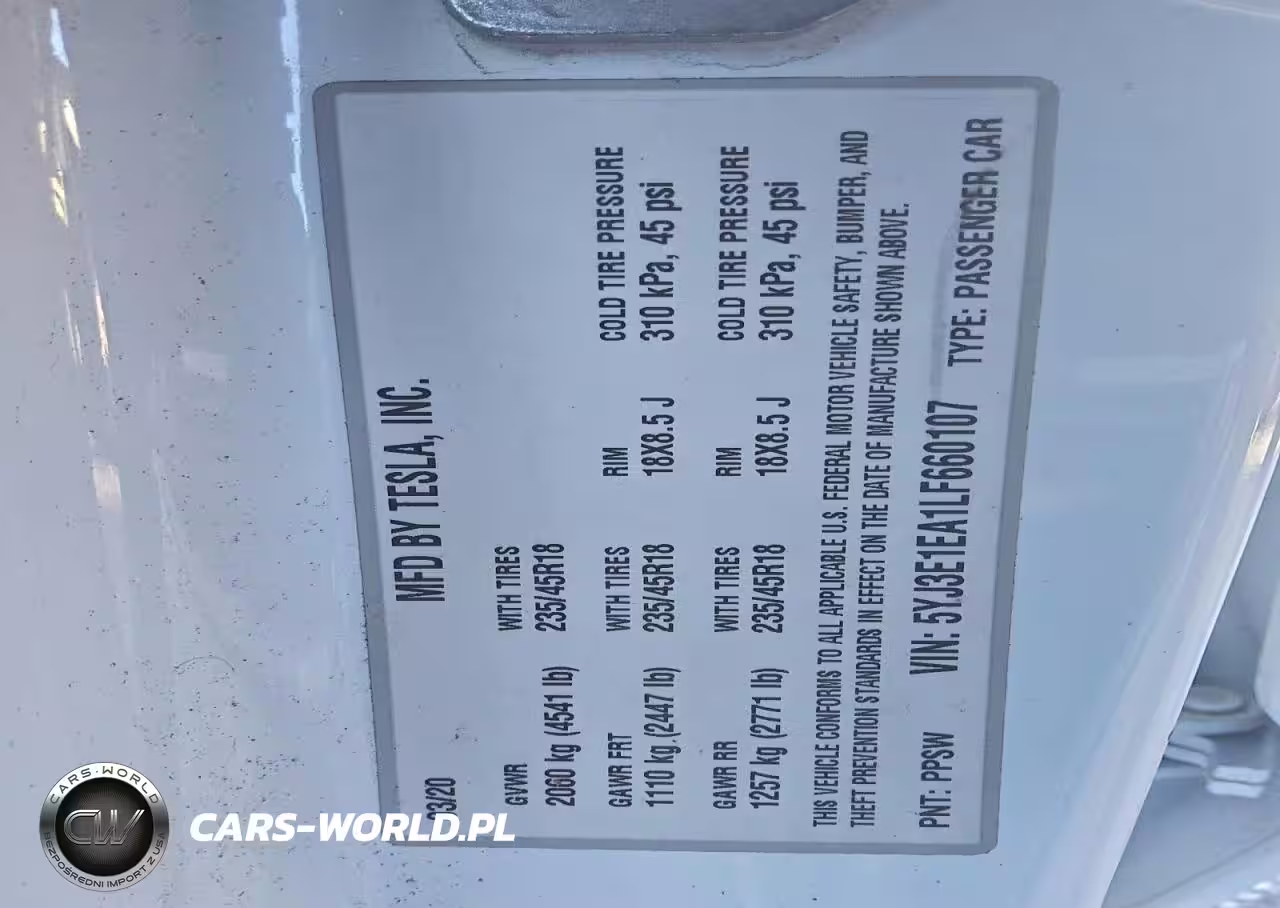 MFD BY TESLA, INC.
03/20
GVWR WITH TIRES
2060 kg (4541 lb) 235/45R18
GAWR FRT WITH TIRES RIM COLD TIRE PRESSURE
1110 kg (2447 lb) 235/45R18 18X8.5 J 310 kPa, 45 psi
GAWR RR WITH TIRES RIM COLD TIRE PRESSURE
1257 kg (2771 lb) 235/45R18 18X8.5 J 310 kPa, 45 psi
THIS VEHICLE CONFORMS TO ALL APPLICABLE U.S. FEDERAL MOTOR VEHICLE SAFETY, BUMPER, AND
THEFT PREVENTION STANDARDS IN EFFECT ON THE DATE OF MANUFACTURE SHOWN ABOVE.
PNT: PPSW VIN: 5YJ3E1EA1LF660107 TYPE: PASSENGER CAR
CARS-WORLD
CW
BEZPOŚREDNI IMPORT Z USA
CARS-WORLD.PL